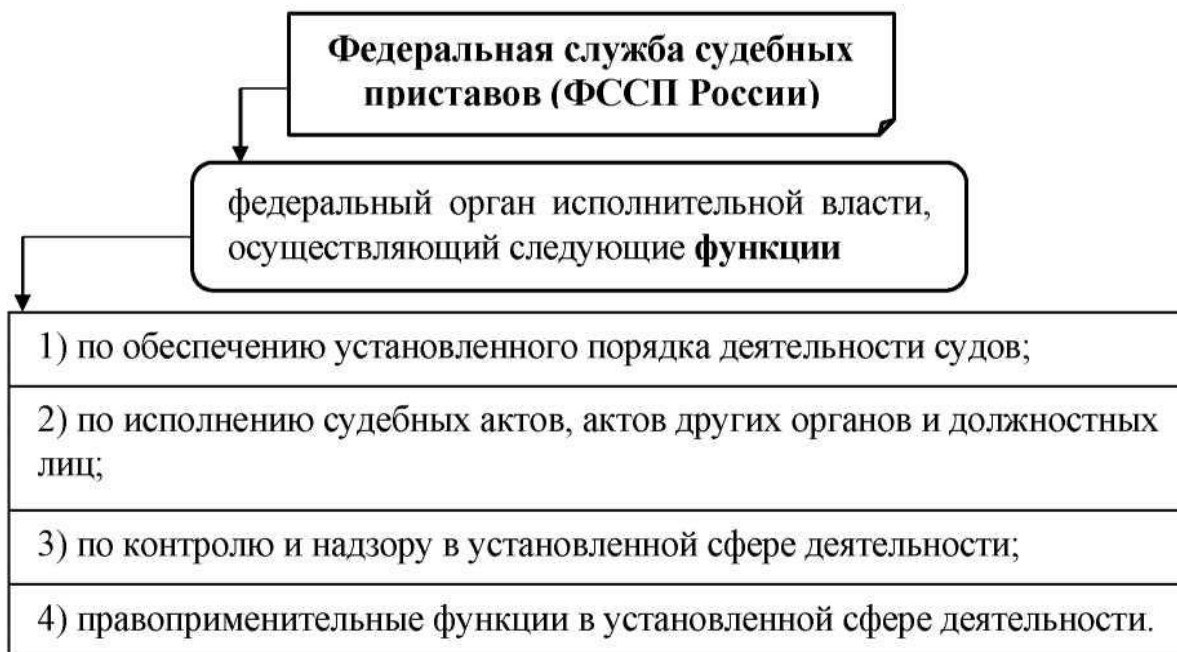 Федеральная служба судебных
приставов (ФССП России)
федеральный орган исполнительной власти,
осуществляющий следующие функции
1) по обеспечению установленного порядка деятельности судов;
2) по исполнению судебных актов, актов других органов и должностных
лиц;
3) по контролю и надзору в установленной сфере деятельности;
4) правоприменительные функции в установленной сфере деятельности.